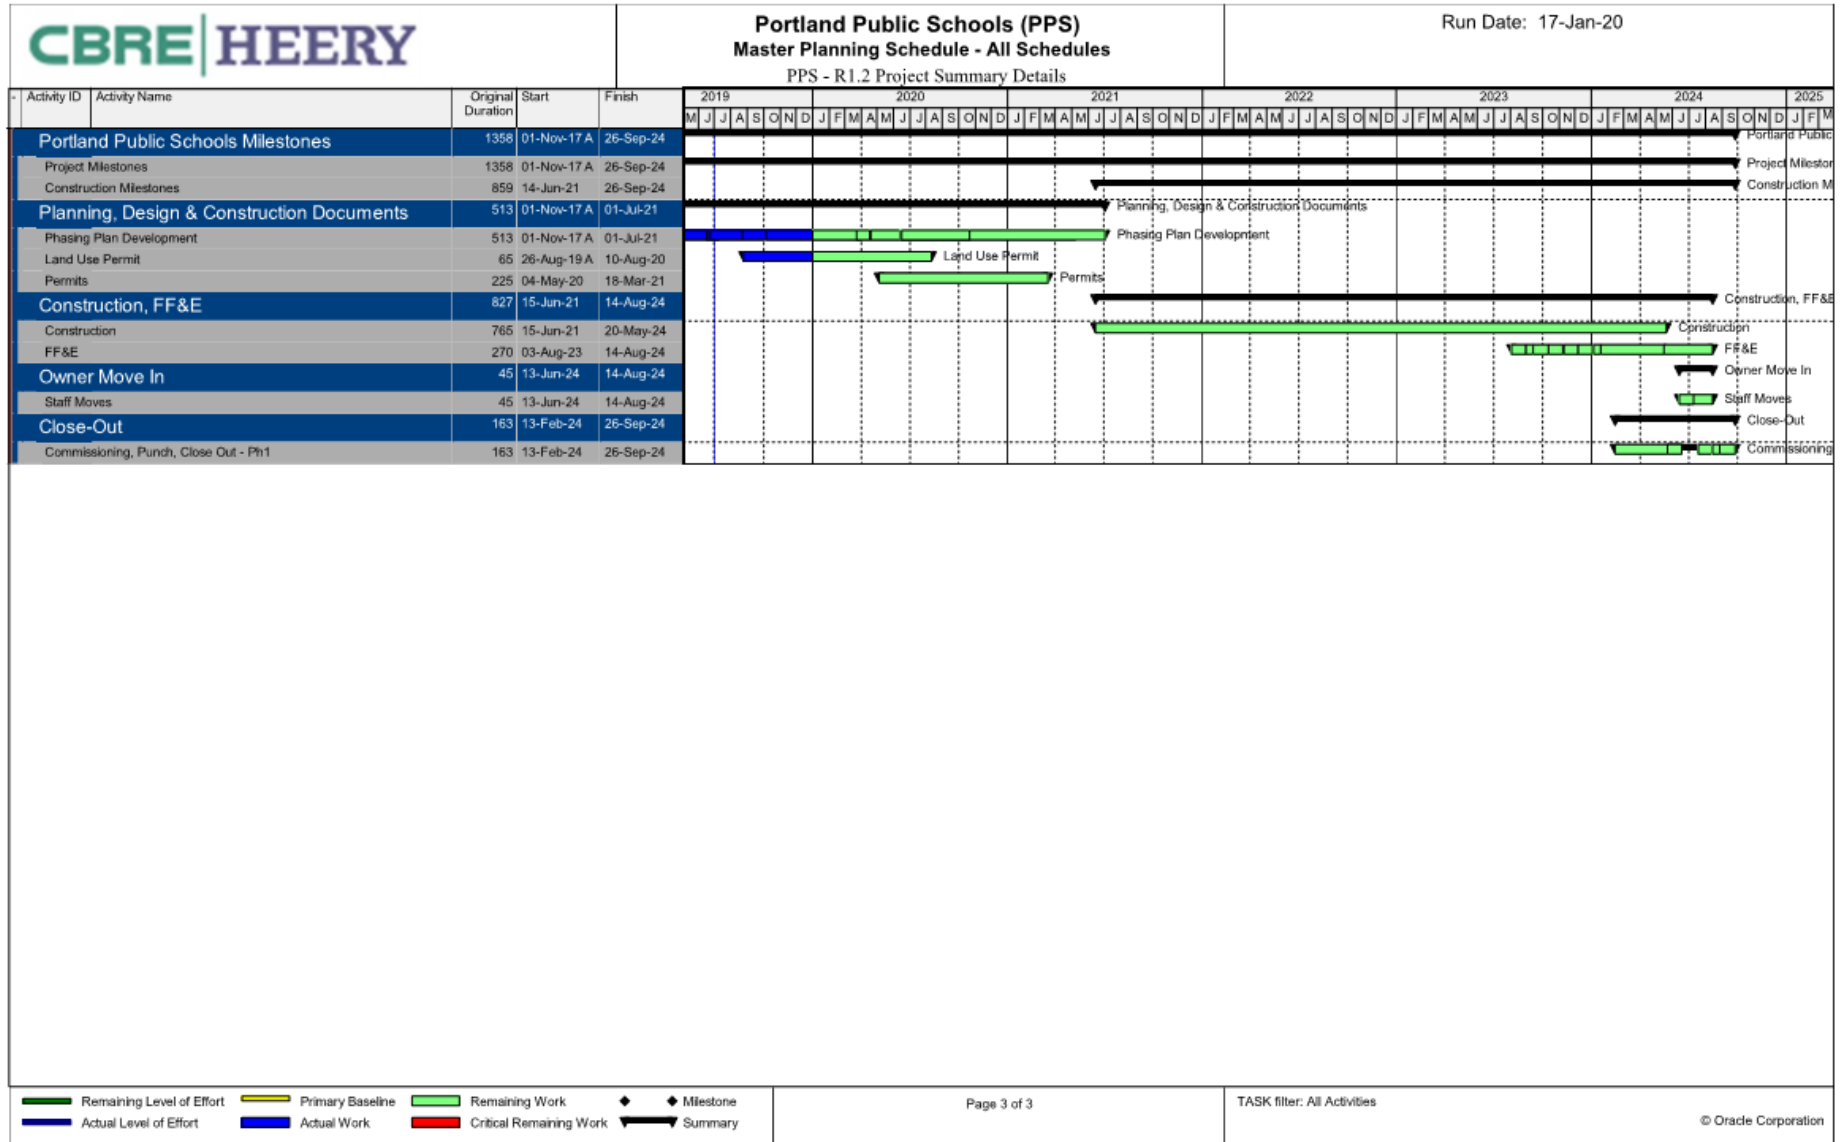 CBRE HEERY
Portland Public Schools (PPS)
Master Planning Schedule - All Schedules
PPS - R1.2 Project Summary Details
Run Date: 17-Jan-20
- Activity ID Activity Name Original Duration Start Finish
2019 2020 2021 2022 2023 2024 2025
M J J A S O N D J F M A M J J A S O N D J F M A M J J A S O N D J F M A M J J A S O N D J F M A M J J A S O N D J F M A M J J A S O N D J F M
Portland Public Schools Milestones 1358 01-Nov-17 A 26-Sep-24 Portland Public
Project Milestones 1358 01-Nov-17 A 26-Sep-24 Project Mileston
Construction Milestones 859 14-Jun-21 26-Sep-24 Construction M
Planning, Design & Construction Documents 513 01-Nov-17 A 01-Jul-21 Planning, Design & Construction Documents
Phasing Plan Development 513 01-Nov-17 A 01-Jul-21 Phasing Plan Development
Land Use Permit 65 26-Aug-19 A 10-Aug-20 Land Use Permit
Permits 225 04-May-20 18-Mar-21 Permits
Construction, FF&E 827 15-Jun-21 14-Aug-24 Construction, FF&E
Construction 765 15-Jun-21 20-May-24 Construction
FF&E 270 03-Aug-23 14-Aug-24 FF&E
Owner Move In 45 13-Jun-24 14-Aug-24 Owner Move In
Staff Moves 45 13-Jun-24 14-Aug-24 Staff Moves
Close-Out 163 13-Feb-24 26-Sep-24 Close-Out
Commissioning, Punch, Close Out - Ph1 163 13-Feb-24 26-Sep-24 Commissioning
Remaining Level of Effort Primary Baseline Remaining Work Milestone
Actual Level of Effort Actual Work Critical Remaining Work Summary
Page 3 of 3
TASK filter: All Activities
© Oracle Corporation